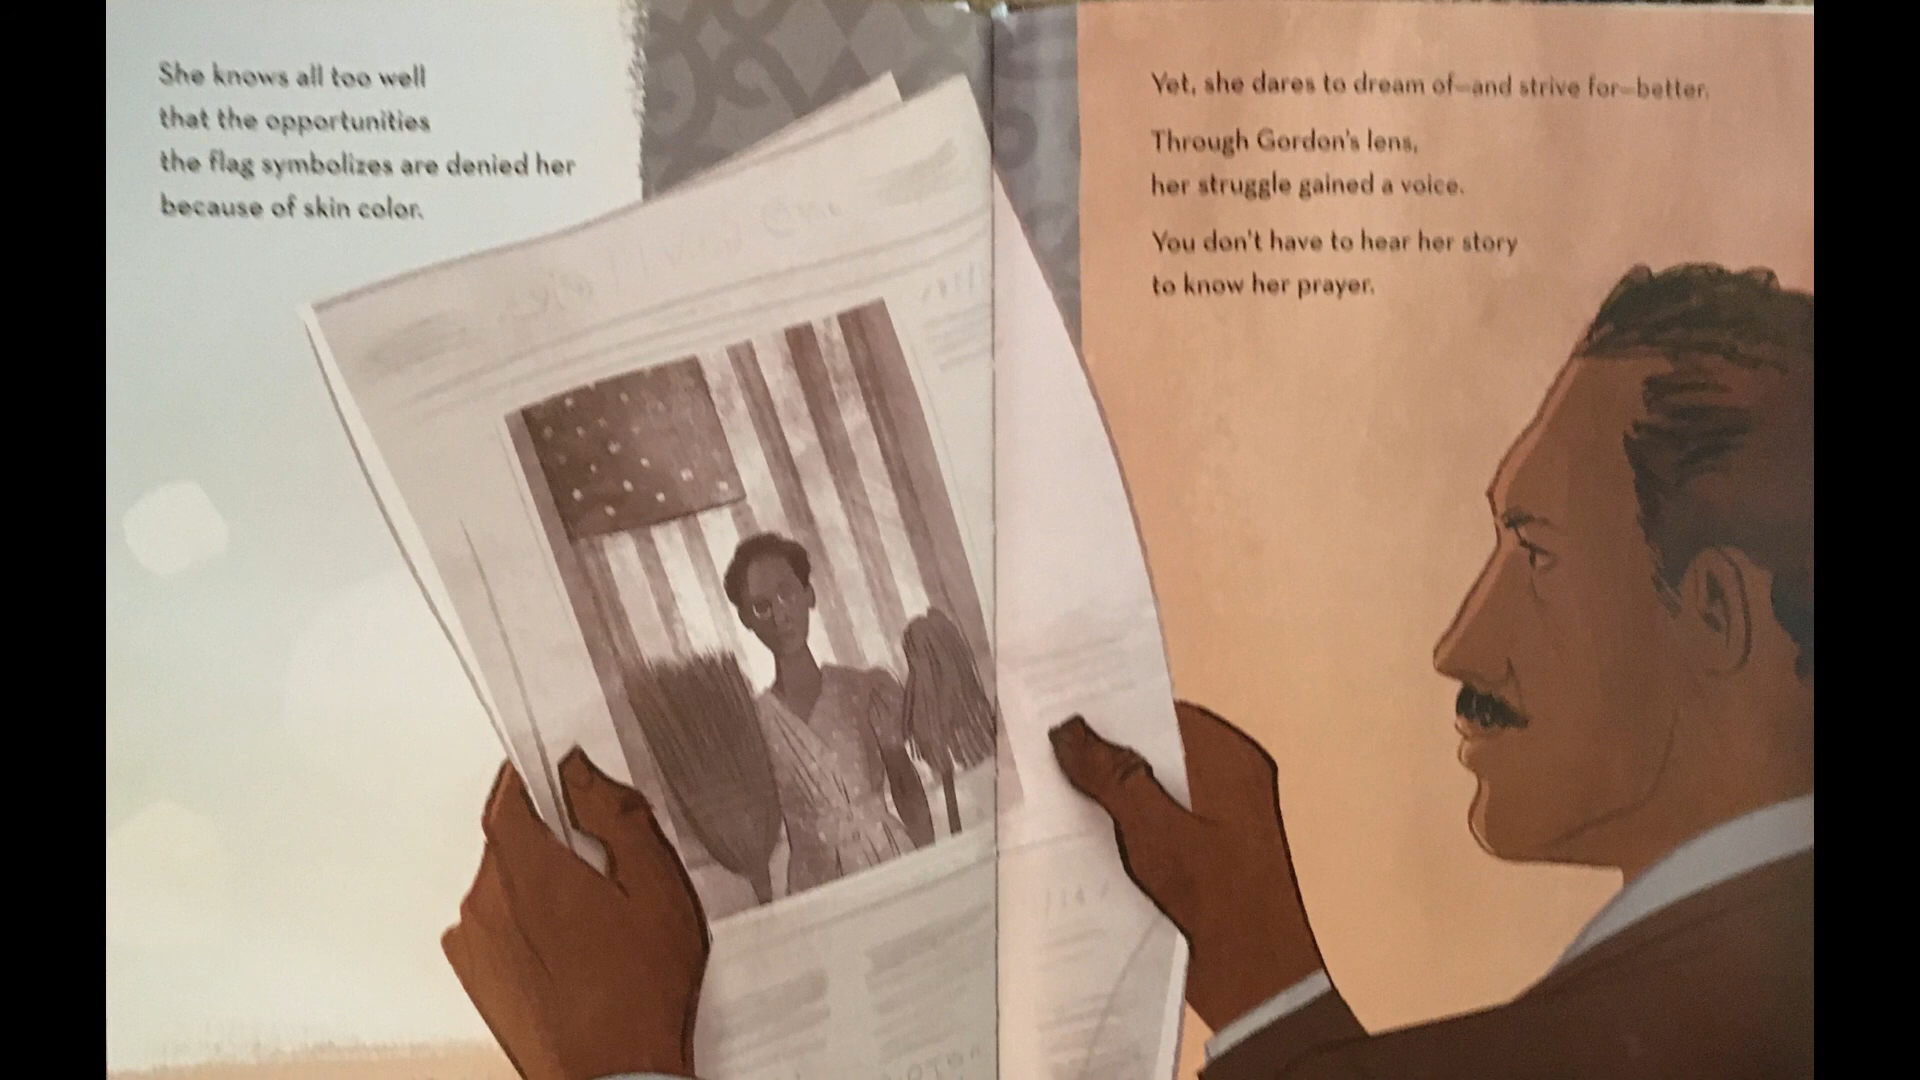 She knows all too well
that the opportunities
the flag symbolizes are denied her
because of skin color.
Yet, she dares to dream of—and strive for—better.
Through Gordon's lens,
her struggle gained a voice.
You don't have to hear her story
to know her prayer.